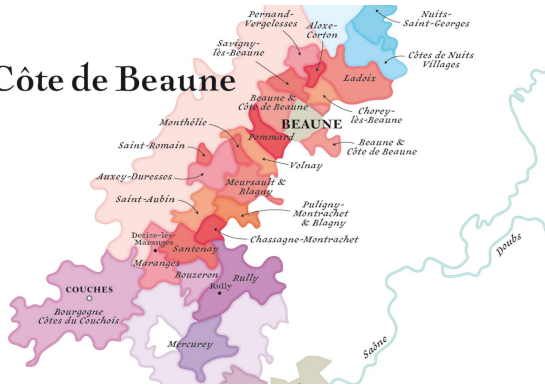 Pernand-
Vergelesses
Aloxe-
Corton
Nuits-
Saint-Georges
Savigny-
lès-Beaune
Côtes de Nuits
Villages
Côte de Beaune
Ladoix
Beaune &
Côte de Beaune
Chorey-
lès-Beaune
Monthélie
BEAUNE
Pommard
Saint-Romain
Beaune &
Côte de Beaune
Volnay
Auxey-Duresses
Meursault &
Blagny
Saint-Aubin
Puligny-
Montrachet
& Blagny
Dezize-lès-
Maranges
Chassagne-Montrachet
Santenay
Maranges
Bouzeron
Rully
Rully
COUCHES
Bourgogne
Côtes du Couchois
Mercurey
Doubs
Saône